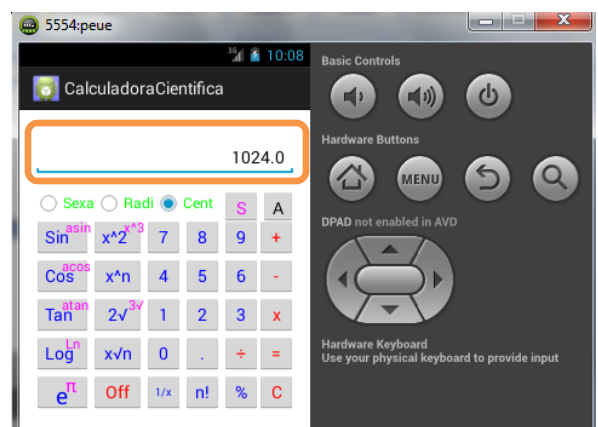 5554:peue
3G 10:08
CalculadoraCientifica
1024.0
Sexa Radi Cent S A
Sin asin x^2 x^3 7 8 9 +
Cos acos x^n 4 5 6 -
Tan atan 2√ 3√ 1 2 3 x
Log Ln x√n 0 . ÷ =
e π Off 1/x n! % C
Basic Controls
Hardware Buttons
MENU
DPAD not enabled in AVD
Hardware Keyboard
Use your physical keyboard to provide input